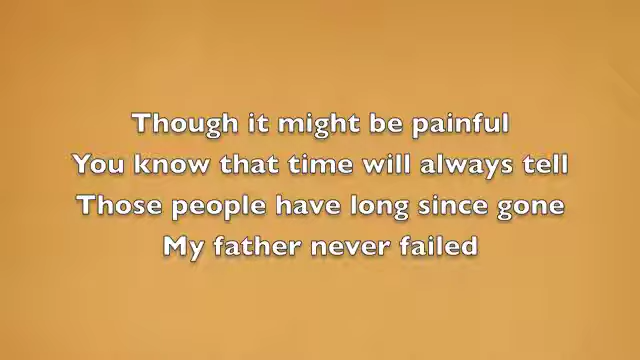 Though it might be painful
You know that time will always tell
Those people have long since gone
My father never failed